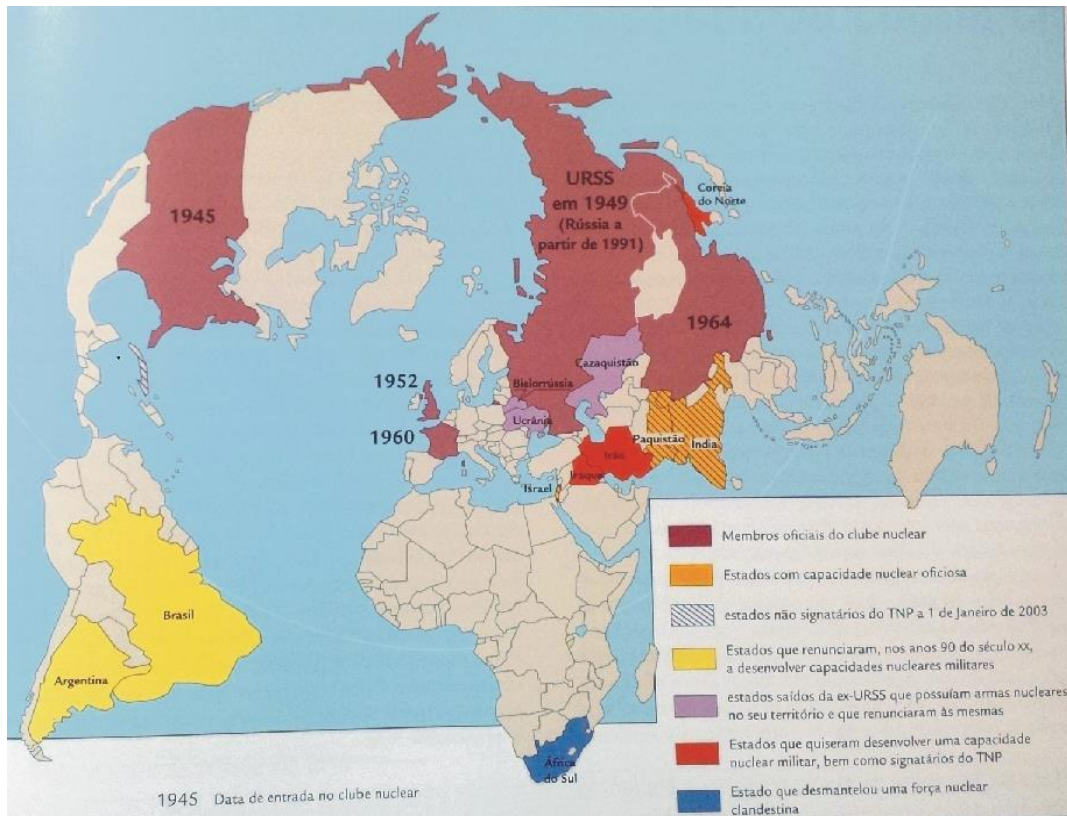 1945
URSS
em 1949
(Rússia a
partir de 1991)
Coreia
do Norte
1964
1952
1960
Cazaquistão
Bielorrússia
Ucrânia
Paquistão
Índia
Irão
Iraque
Israel
Brasil
Argentina
África
do Sul
Membros oficiais do clube nuclear
Estados com capacidade nuclear oficiosa
estados não signatários do TNP a 1 de Janeiro de 2003
Estados que renunciaram, nos anos 90 do século xx,
a desenvolver capacidades nucleares militares
estados saídos da ex-URSS que possuíam armas nucleares
no seu território e que renunciaram às mesmas
Estados que quiseram desenvolver uma capacidade
nuclear militar, bem como signatários do TNP
Estado que desmantelou uma força nuclear
clandestina
1945 Data de entrada no clube nuclear